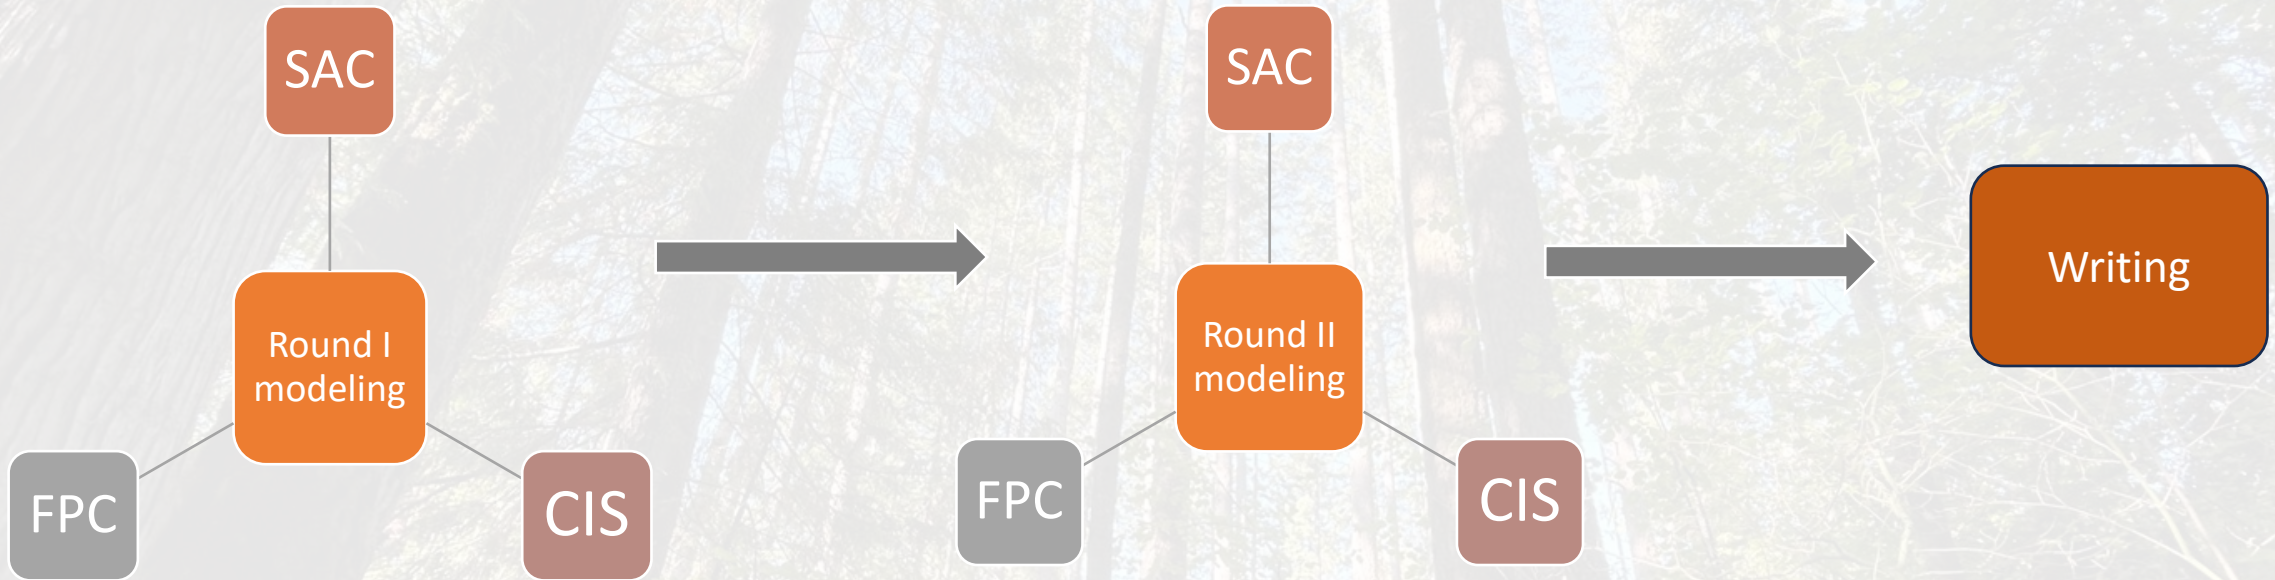 SAC
Round I
modeling
FPC
CIS
SAC
Round II
modeling
FPC
CIS
Writing